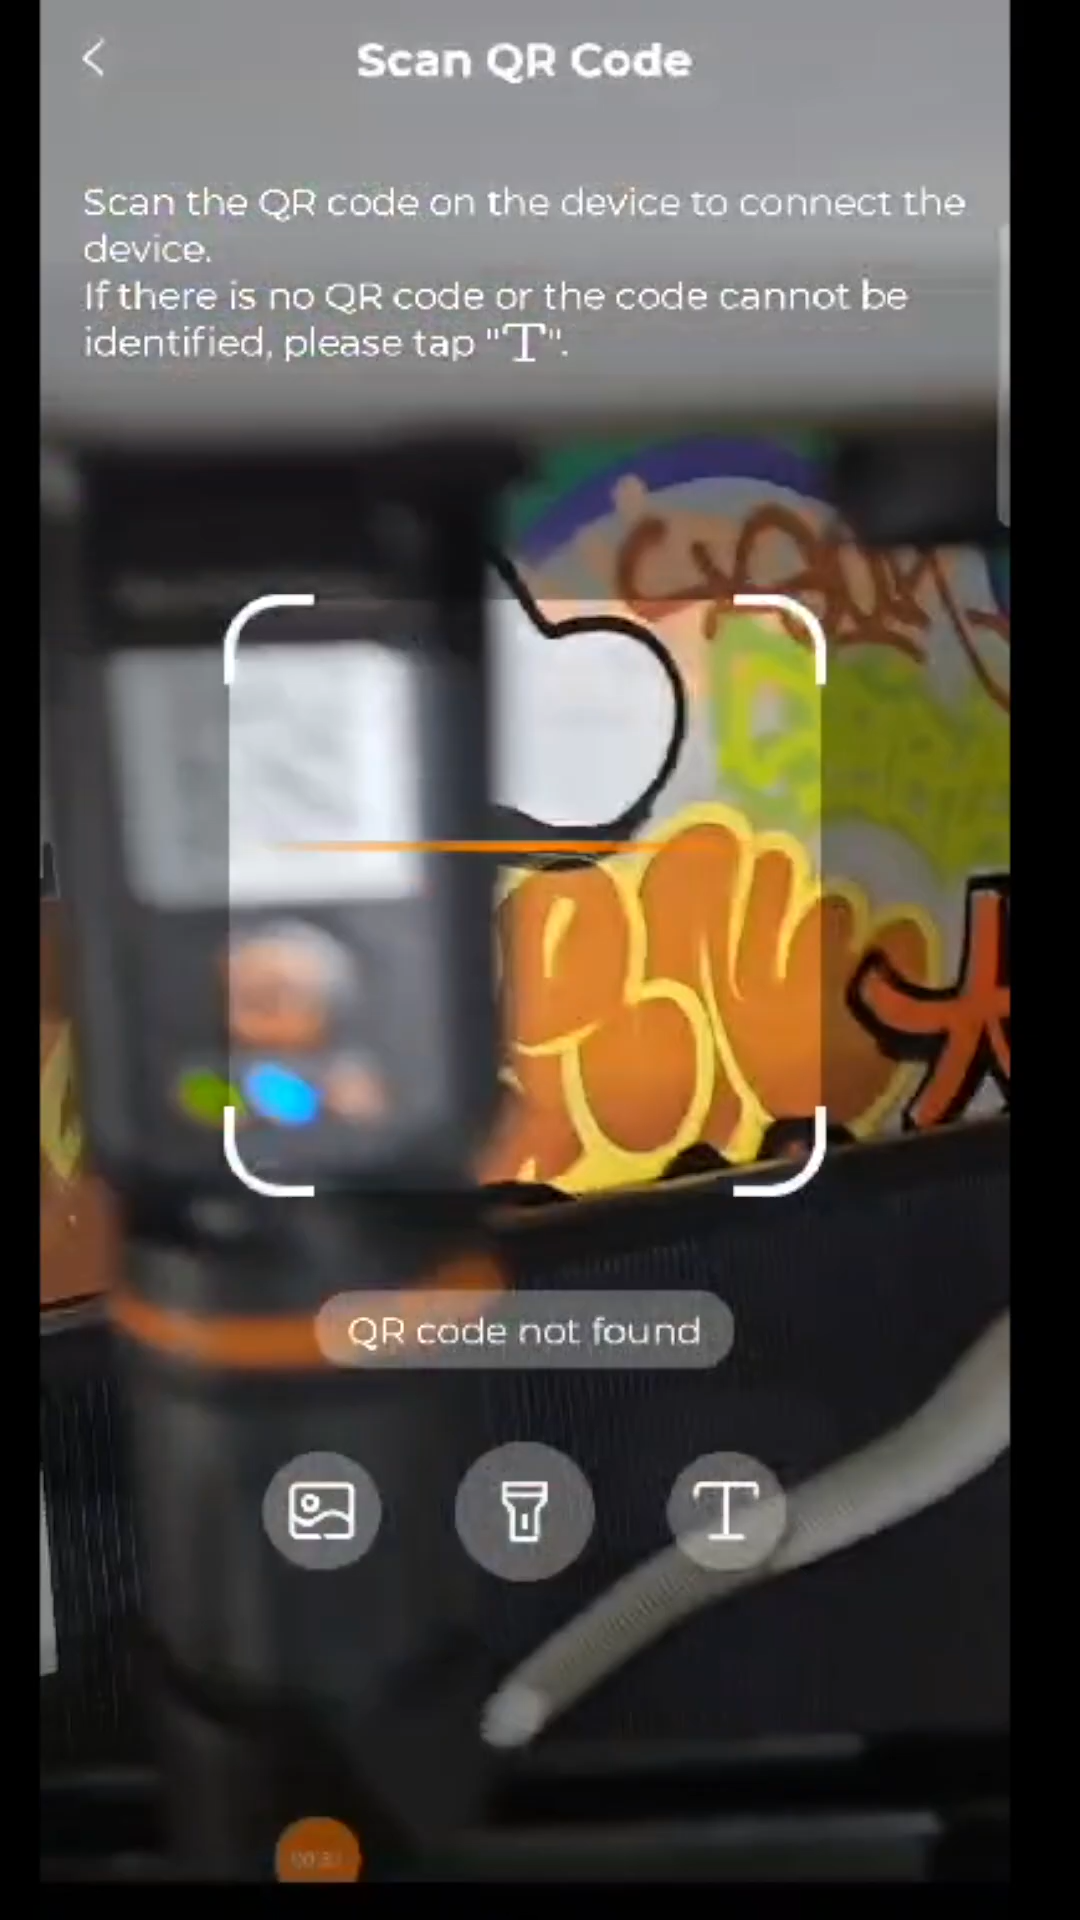 Scan QR Code
Scan the QR code on the device to connect the
device.
If there is no QR code or the code cannot be
identified, please tap "T".
QR code not found
T